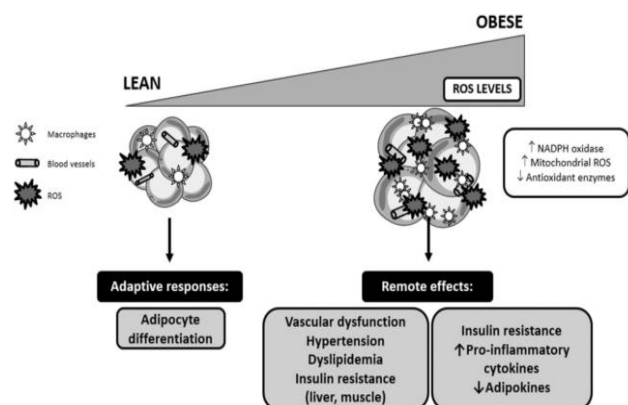 OBESE
LEAN
ROS LEVELS
Macrophages
Blood vessels
ROS
↑ NADPH oxidase
↑ Mitochondrial ROS
↓ Antioxidant enzymes
Adaptive responses:
Adipocyte
differentiation
Remote effects:
Vascular dysfunction
Hypertension
Dyslipidemia
Insulin resistance
(liver, muscle)
Insulin resistance
↑Pro-inflammatory
cytokines
↓Adipokines